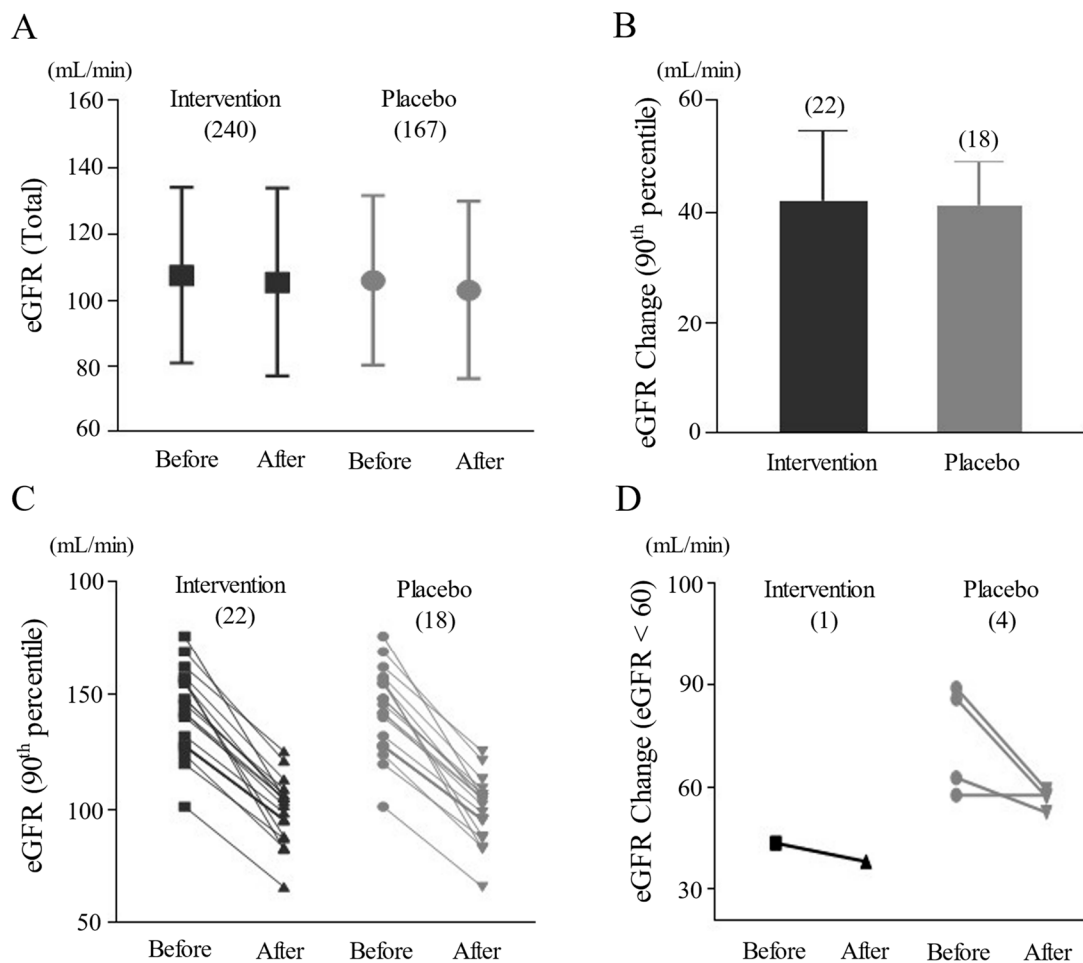 A
(mL/min)
eGFR (Total)
160
140
120
100
80
60
Intervention
(240)
Placebo
(167)
Before
After
Before
After
B
(mL/min)
eGFR Change (90th percentile)
60
40
20
0
(22)
(18)
Intervention
Placebo
C
(mL/min)
eGFR (90th percentile)
100
150
100
50
Intervention
(22)
Placebo
(18)
Before
After
Before
After
D
(mL/min)
eGFR Change (eGFR < 60)
100
90
60
30
Intervention
(1)
Placebo
(4)
Before
After
Before
After